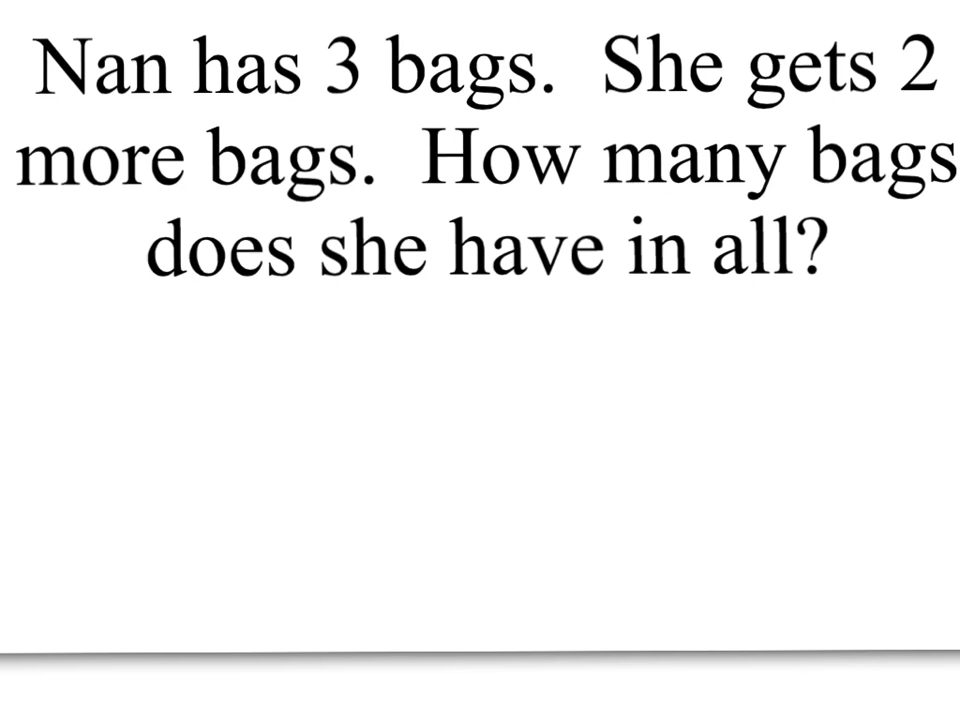 Nan has 3 bags.  She gets 2
more bags.  How many bags
does she have in all?